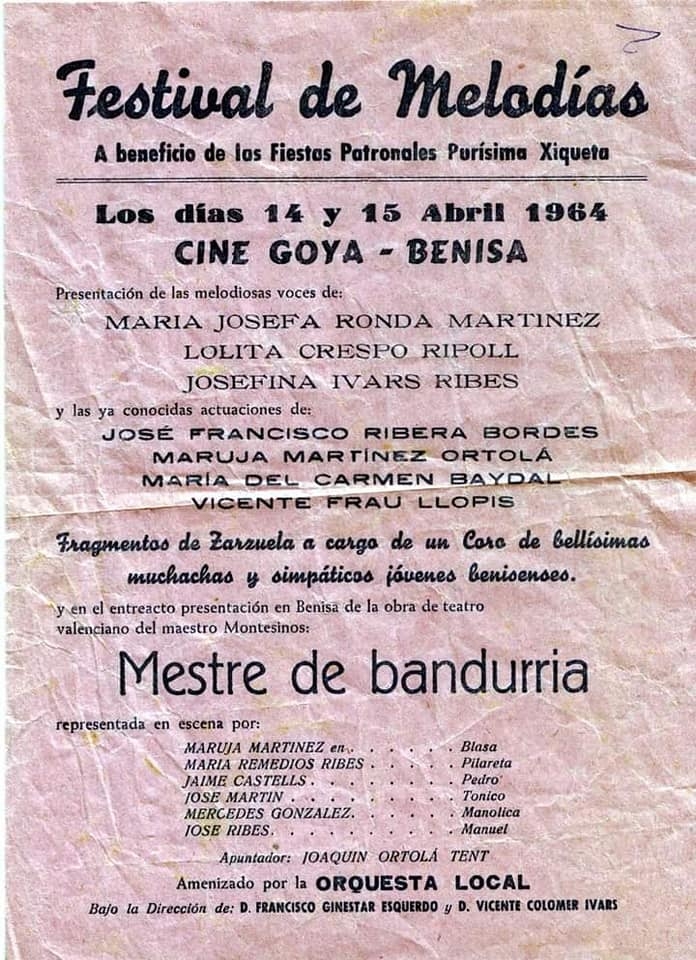 Festival de Melodías
A beneficio de las Fiestas Patronales Purísima Xiqueta
Los días 14 y 15 Abril 1964
CINE GOYA - BENISA
Presentación de las melodiosas voces de:
MARIA JOSEFA RONDA MARTINEZ
LOLITA CRESPO RIPOLL
JOSEFINA IVARS RIBES
y las ya conocidas actuaciones de:
JOSÉ FRANCISCO RIBERA BORDES
MARUJA MARTÍNEZ ORTOLÁ
MARÍA DEL CARMEN BAYDAL
VICENTE FRAU LLOPIS
Fragmentos de Zarzuela a cargo de un Coro de bellísimas
muchachas y simpáticos jóvenes benisenses.
y en el entreacto presentación en Benisa de la obra de teatro
valenciano del maestro Montesinos:
Mestre de bandurria
representada en escena por:
MARUJA MARTINEZ en . . . . . . Blasa
MARIA REMEDIOS RIBES . . . . . Pilareta
JAIME CASTELLS . . . . . . . . Pedro
JOSE MARTIN . . . . . . . . . Tonico
MERCEDES GONZALEZ. . . . . . Manolica
JOSE RIBES. . . . . . . . . . Manuel
Apuntador: JOAQUIN ORTOLÁ TENT
Amenizado por la ORQUESTA LOCAL
Bajo la Dirección de: D. FRANCISCO GINESTAR ESQUERDO y D. VICENTE COLOMER IVARS